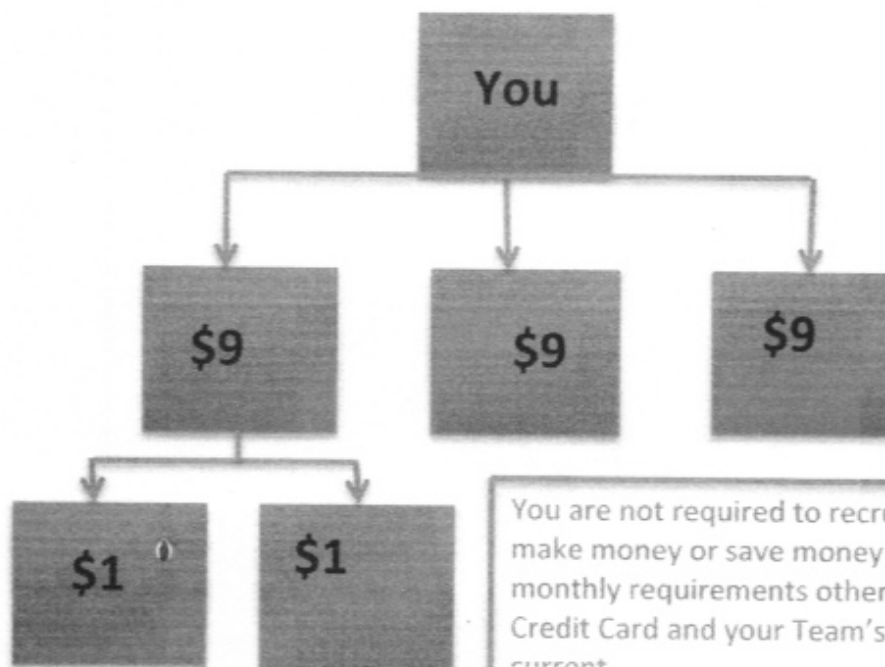 You
$9
$9
$9
$1
$1
You are not required to
make money or save money
monthly requirements other
Credit Card and your Team's